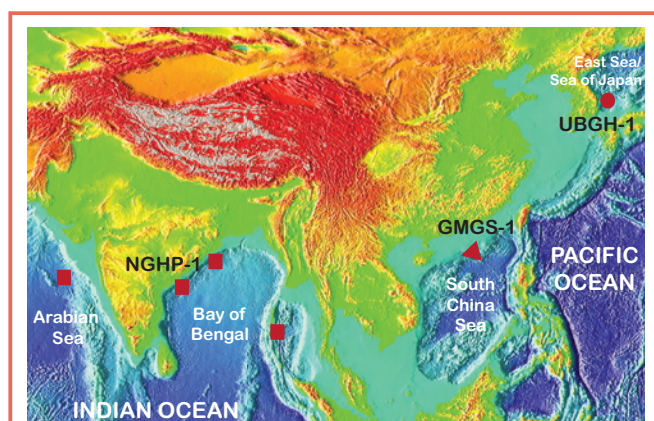 East Sea/
Sea of Japan
UBGH-1
GMGS-1
PACIFIC
OCEAN
NGHP-1
South
China
Sea
Arabian
Sea
Bay of
Bengal
INDIAN OCEAN